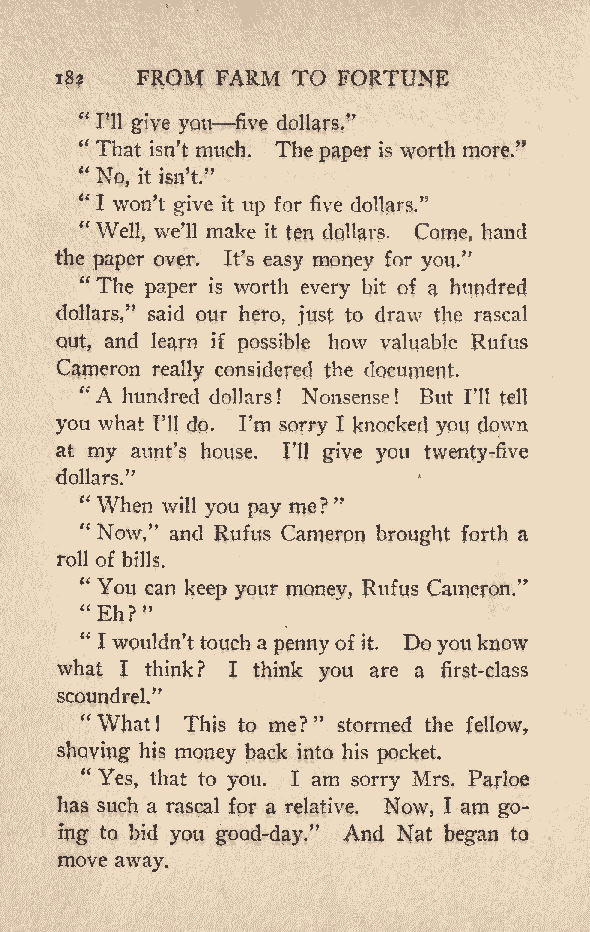 182 FROM FARM TO FORTUNE
"I'll give you—five dollars."
"That isn't much. The paper is worth more."
"No, it isn't."
"I won't give it up for five dollars."
"Well, we'll make it ten dollars. Come, hand
the paper over. It's easy money for you."
"The paper is worth every bit of a hundred
dollars," said our hero, just to draw the rascal
out, and learn if possible how valuable Rufus
Cameron really considered the document.
"A hundred dollars! Nonsense! But I'll tell
you what I'll do. I'm sorry I knocked you down
at my aunt's house. I'll give you twenty-five
dollars."
"When will you pay me?"
"Now," and Rufus Cameron brought forth a
roll of bills.
"You can keep your money, Rufus Cameron."
"Eh?"
"I wouldn't touch a penny of it. Do you know
what I think? I think you are a first-class
scoundrel."
"What! This to me?" stormed the fellow,
shoving his money back into his pocket.
"Yes, that to you. I am sorry Mrs. Parloe
has such a rascal for a relative. Now, I am go-
ing to bid you good-day." And Nat began to
move away.